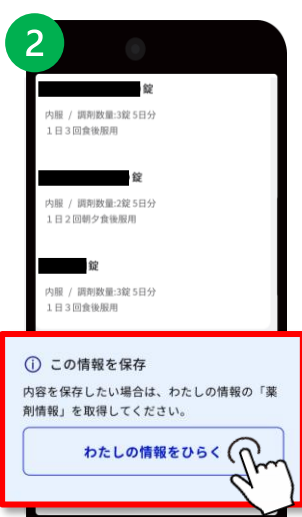 2
錠
内服 / 調剤数量:3錠 5日分
1日3回食後服用
錠
内服 / 調剤数量:2錠 5日分
1日2回朝夕食後服用
錠
内服 / 調剤数量:3錠 5日分
1日3回食後服用
この情報を保存
内容を保存したい場合は、わたしの情報の「薬
剤情報」を取得してください。
わたしの情報をひらく